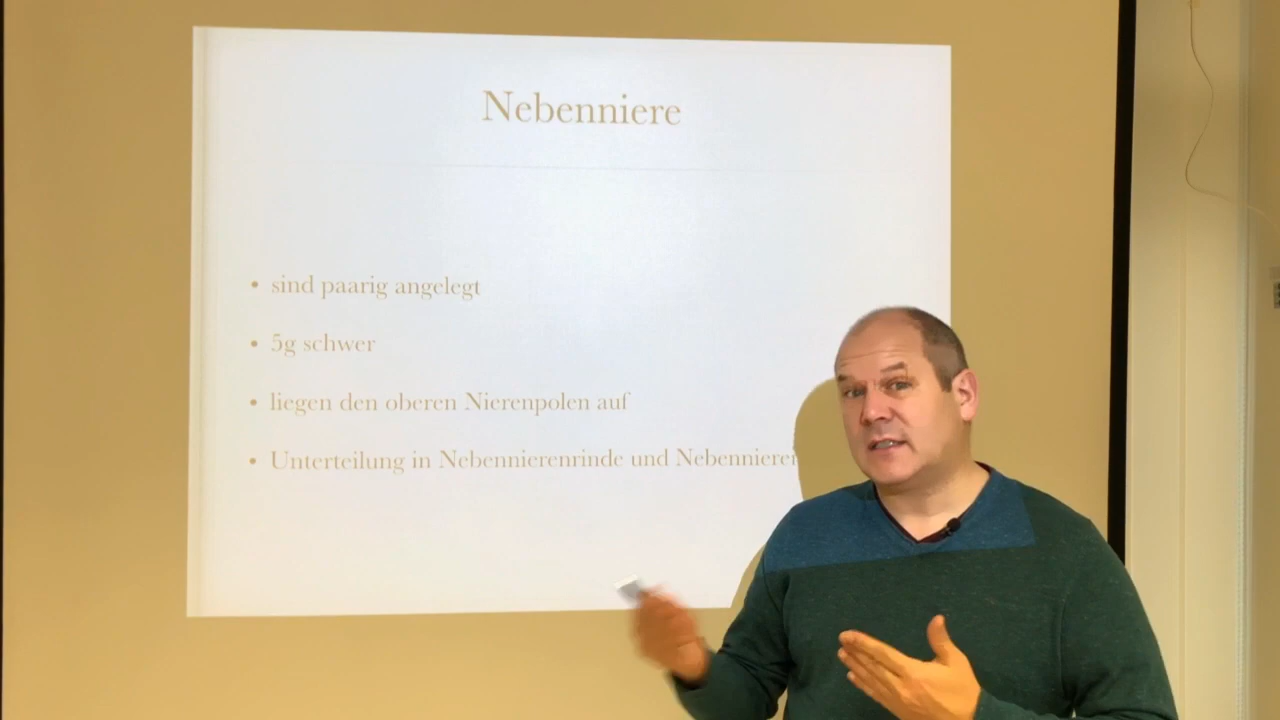 Nebenniere
• sind paarig angelegt
• 5g schwer
• liegen den oberen Nierenpolen auf
• Unterteilung in Nebennierenrinde und